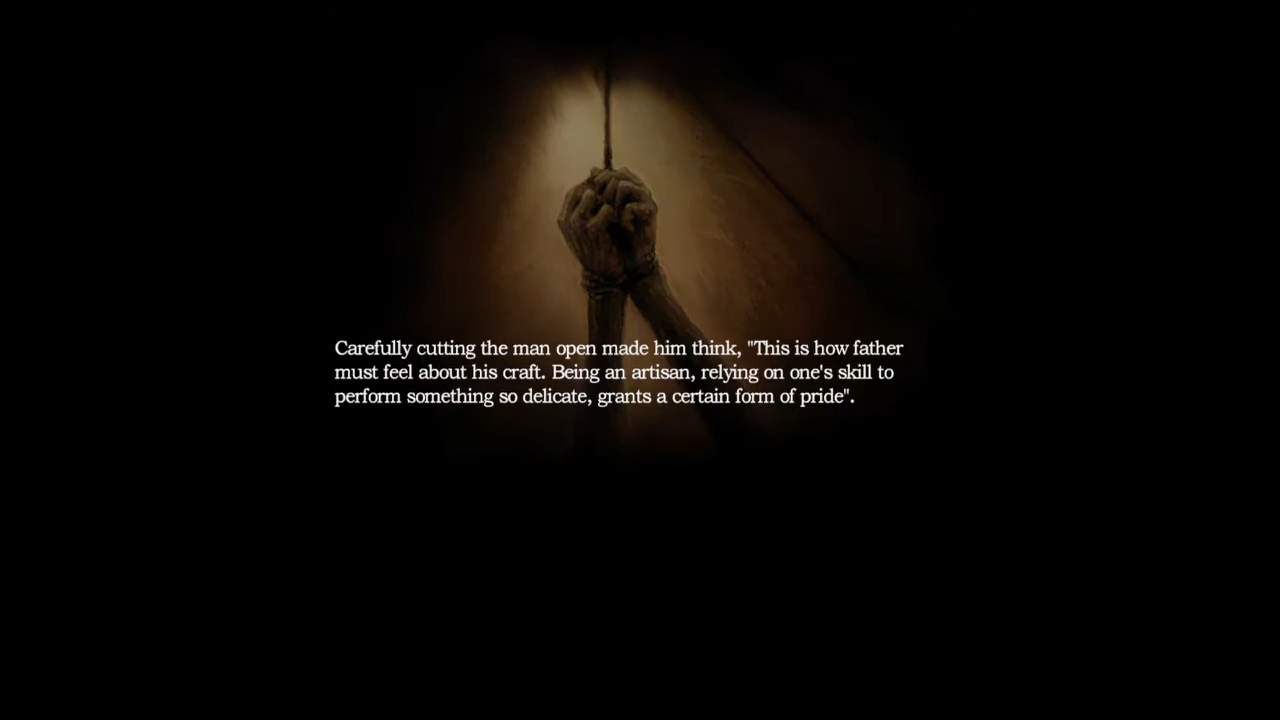 Carefully cutting the man open made him think, "This is how father
must feel about his craft. Being an artisan, relying on one's skill to
perform something so delicate, grants a certain form of pride".